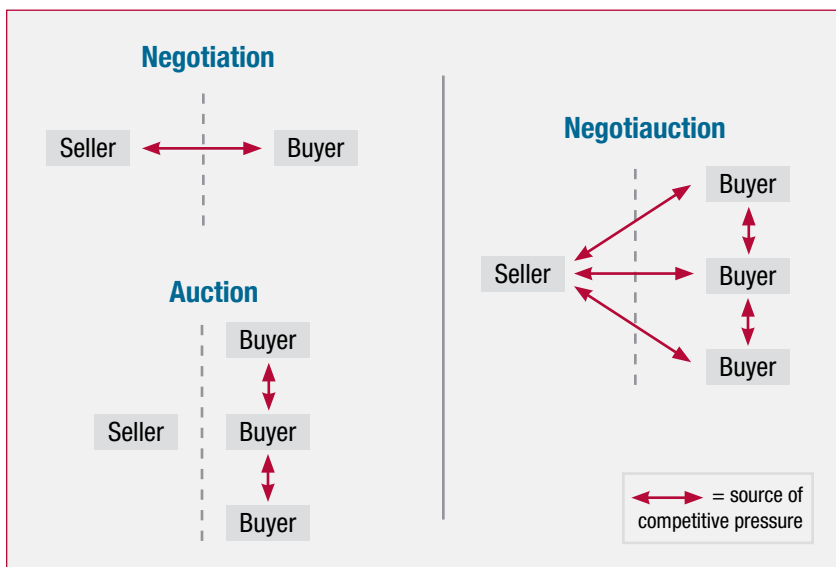 Negotiation
Seller
Buyer
Auction
Buyer
Seller
Buyer
Buyer
Negotiauction
Buyer
Seller
Buyer
Buyer
= source of
competitive pressure